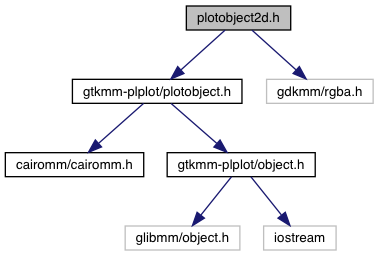 plotobject2d.h
gtkmm-plplot/plotobject.h
gdkmm/rgba.h
cairomm/cairomm.h
gtkmm-plplot/object.h
glibmm/object.h
iostream